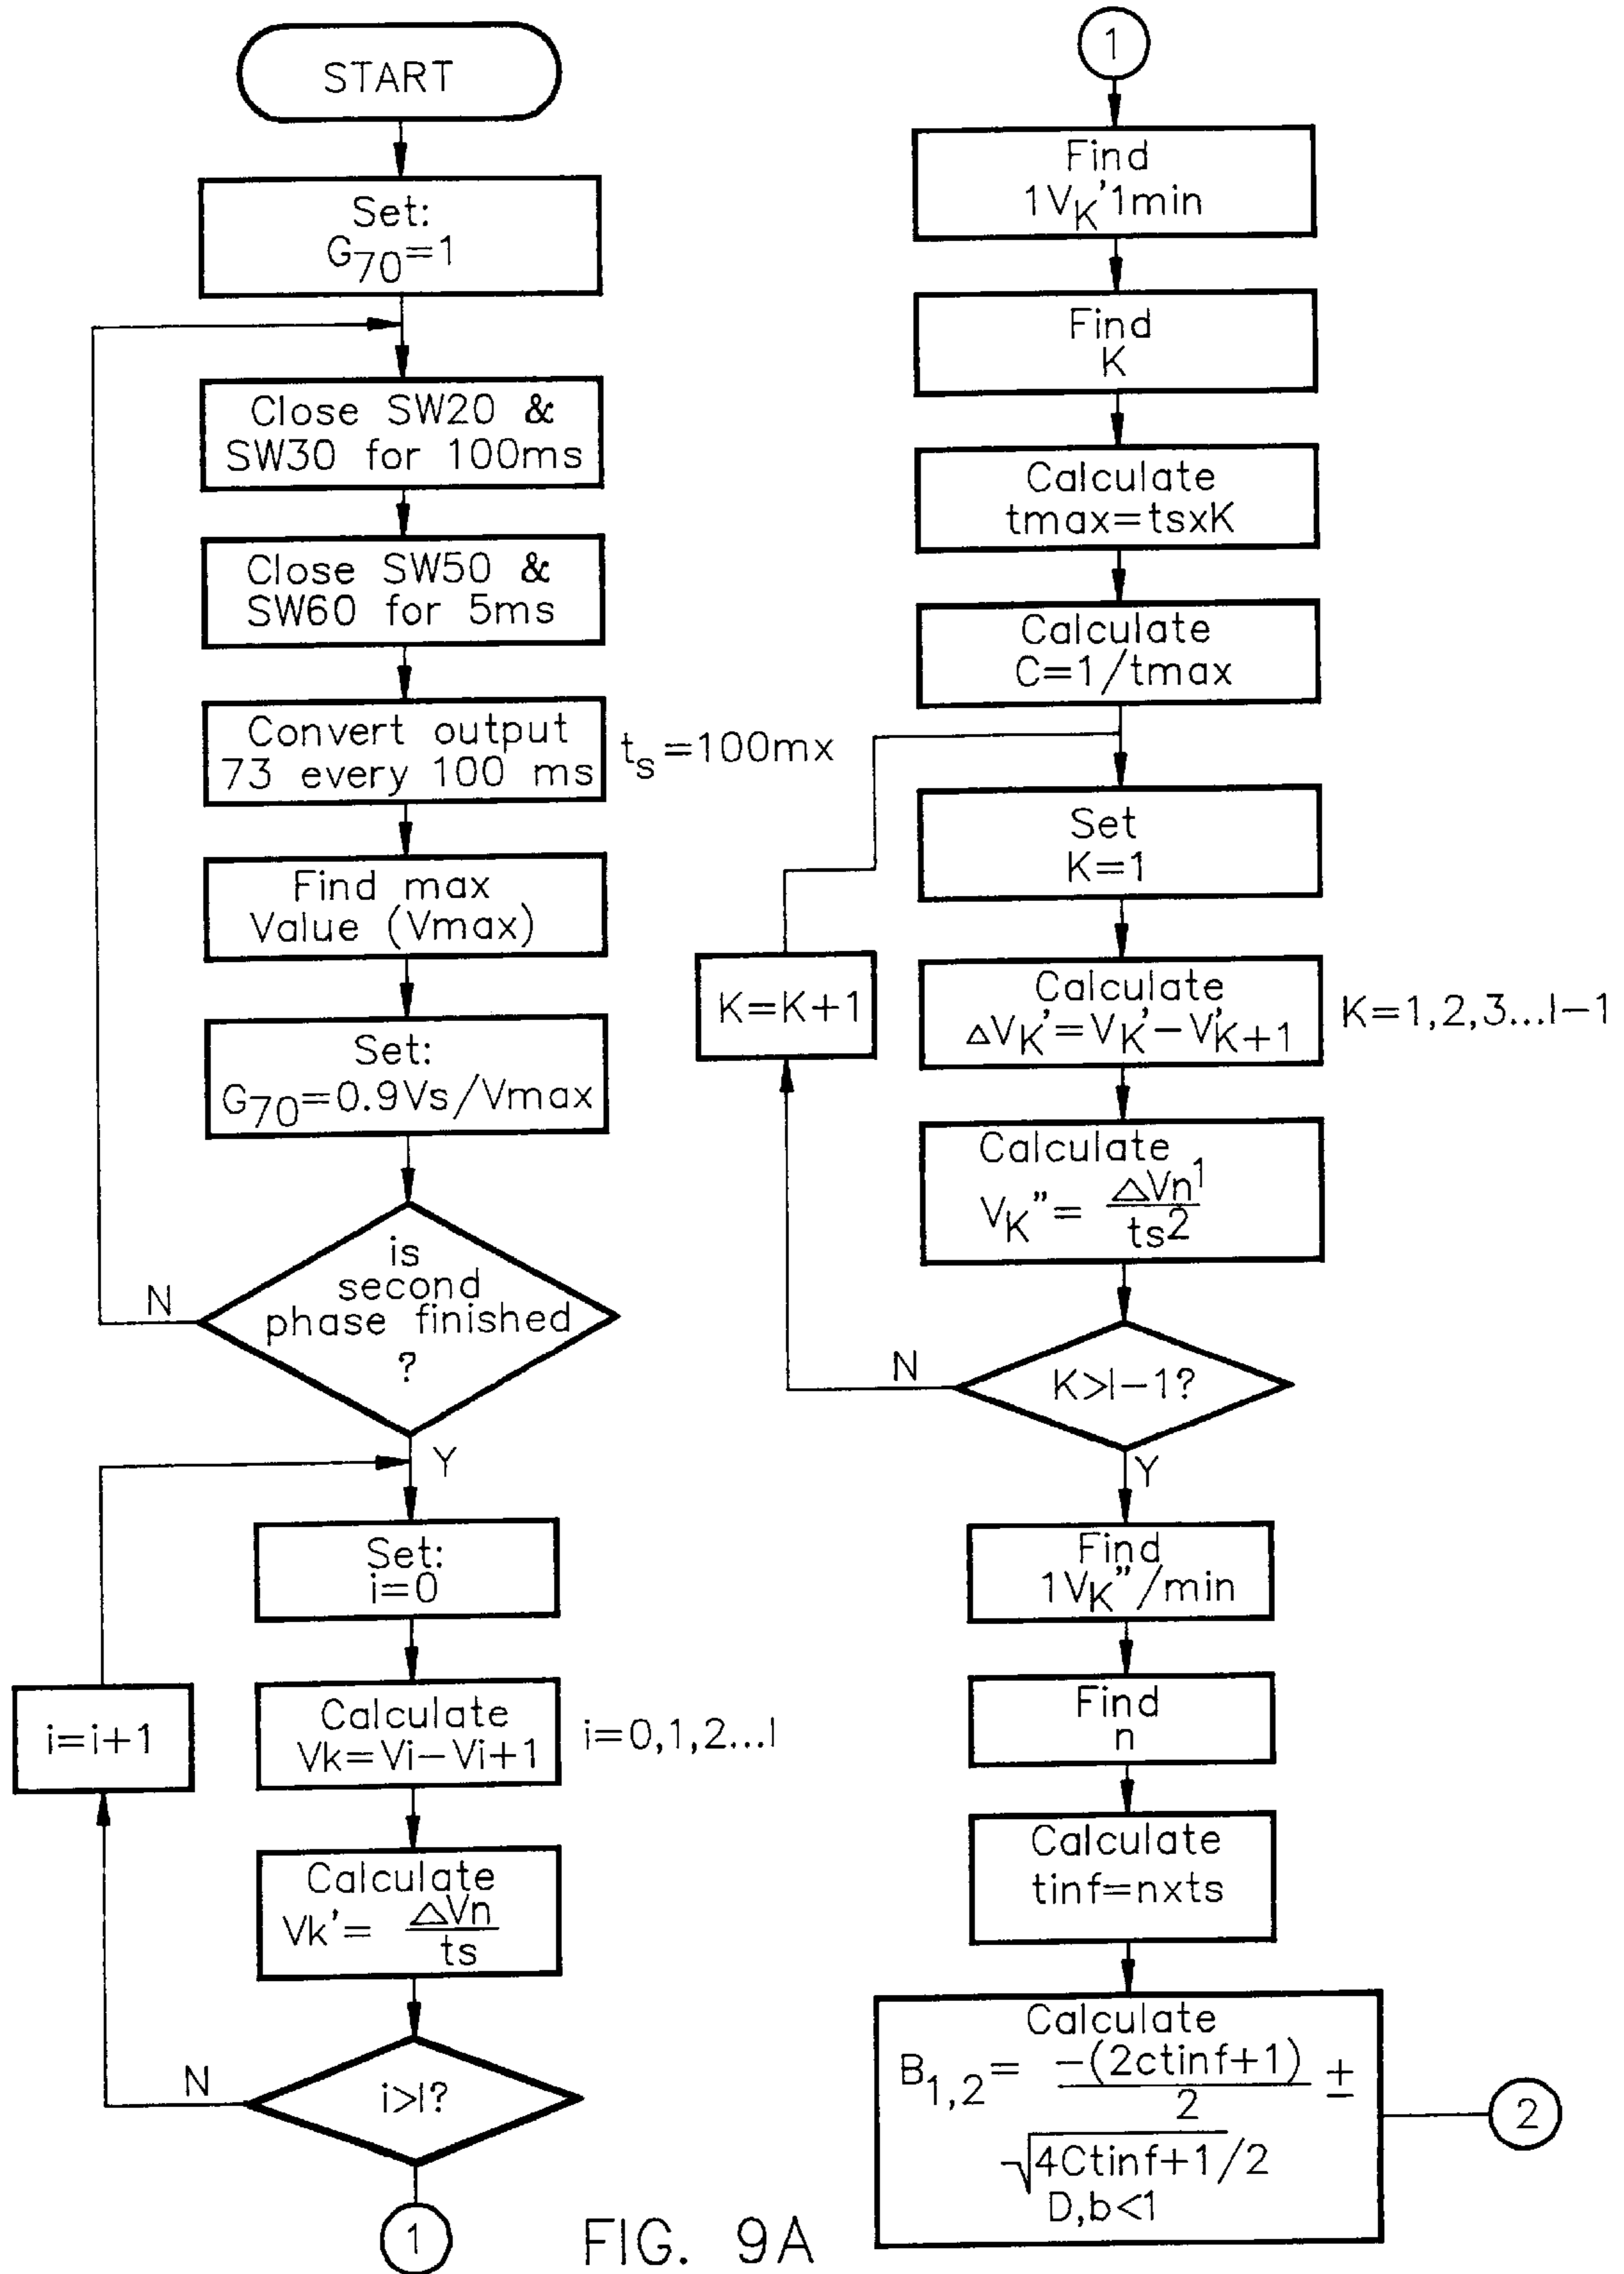 START
Set:
G70=1
Close SW20 &
SW30 for 100ms
Close SW50 &
SW60 for 5ms
Convert output
73 every 100 ms
ts=100mx
Find max
Value (Vmax)
Set:
G70=0.9Vs/Vmax
is
second
phase finished
?
N
Y
Set:
i=0
Calculate
Vk=Vi-Vi+1
i=0,1,2...I
i=i+1
Calculate
Vk'= ΔVn
ts
N
i>I?
1
1
Find
1VK'1min
Find
K
Calculate
tmax=tsxK
Calculate
C=1/tmax
Set
K=1
K=K+1
Calculate
ΔVK'=VK'-V'K+1
K=1,2,3...I-1
Calculate
VK"= ΔVn1
ts2
N
K>I-1?
Y
Find
1VK"/min
Find
n
Calculate
tinf=nxts
Calculate
B1,2= -(2ctinf+1) ±
2
√4Ctinf+1/2
D,b<1
2
FIG. 9A